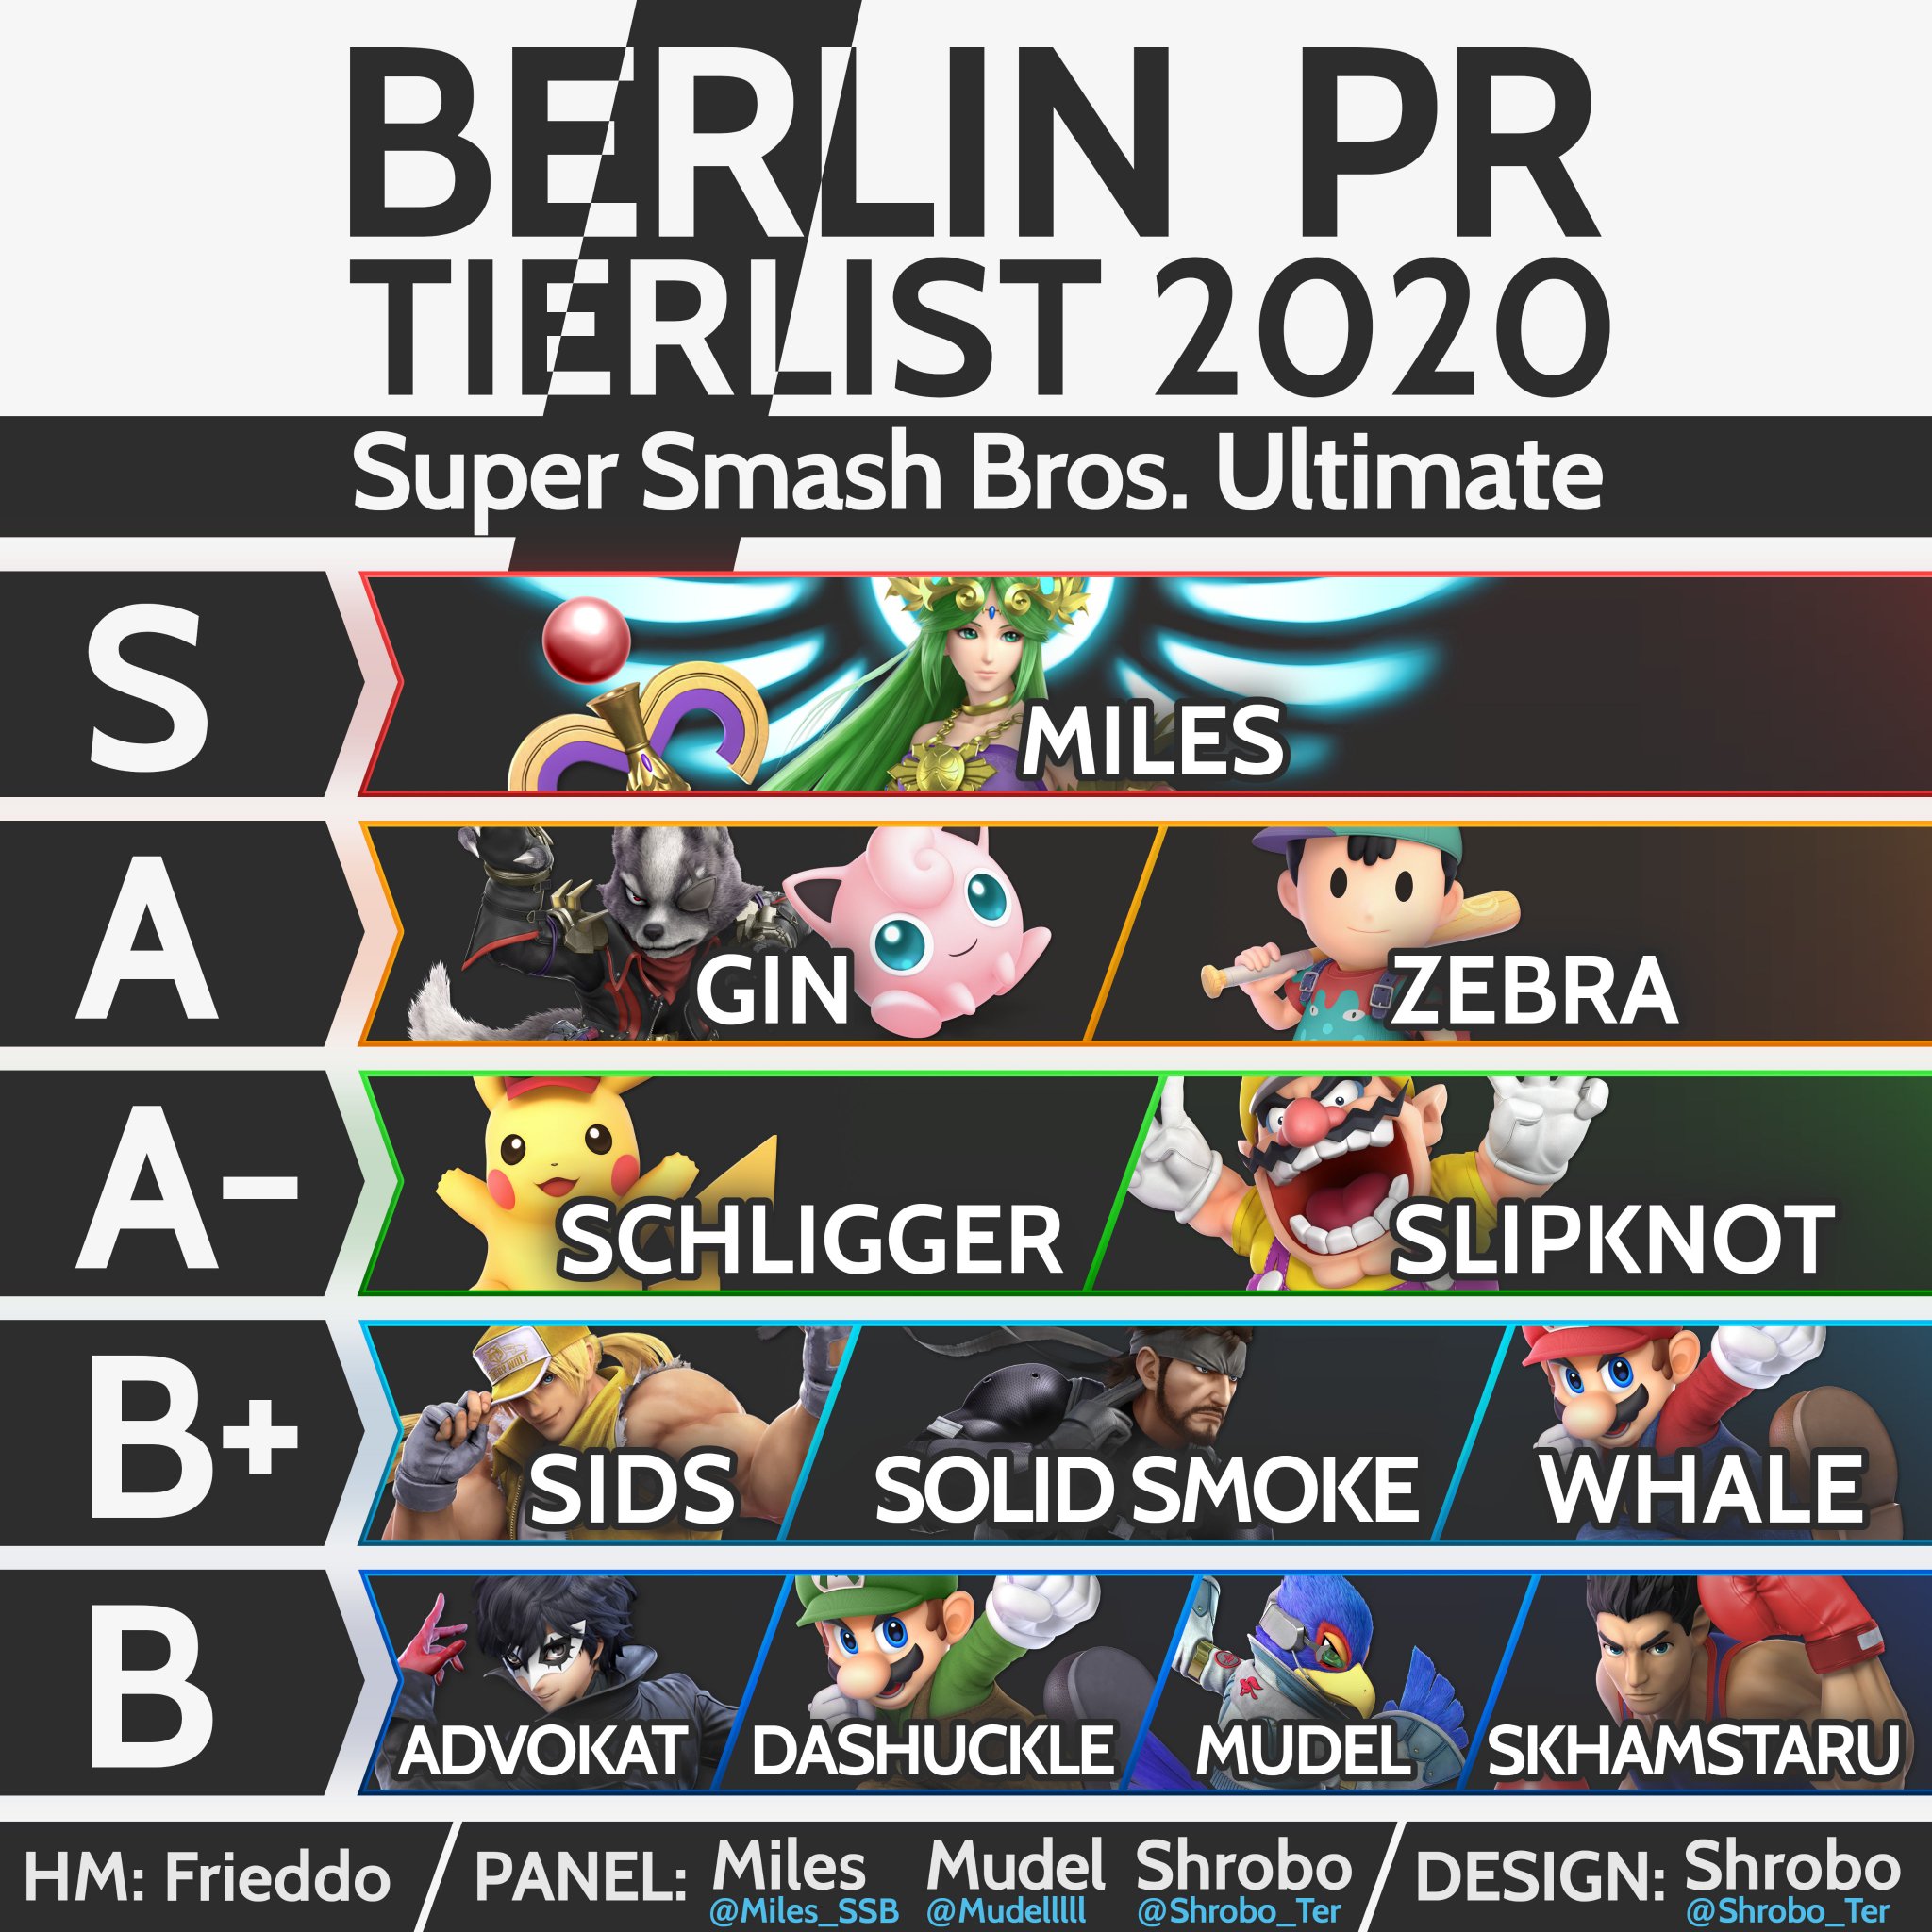 BERLIN PR
TIERLIST 2020
Super Smash Bros. Ultimate
S
MILES
A
GIN
ZEBRA
A-
SCHLIGGER
SLIPKNOT
B+
SIDS
SOLID SMOKE
WHALE
B
ADVOKAT
DASHUCKLE
MUDEL
SKHAMSTARU
HM: Frieddo
PANEL:
Miles
@Miles_SSB
Mudel
@Mudelllll
Shrobo
@Shrobo_Ter
DESIGN:
Shrobo
@Shrobo_Ter